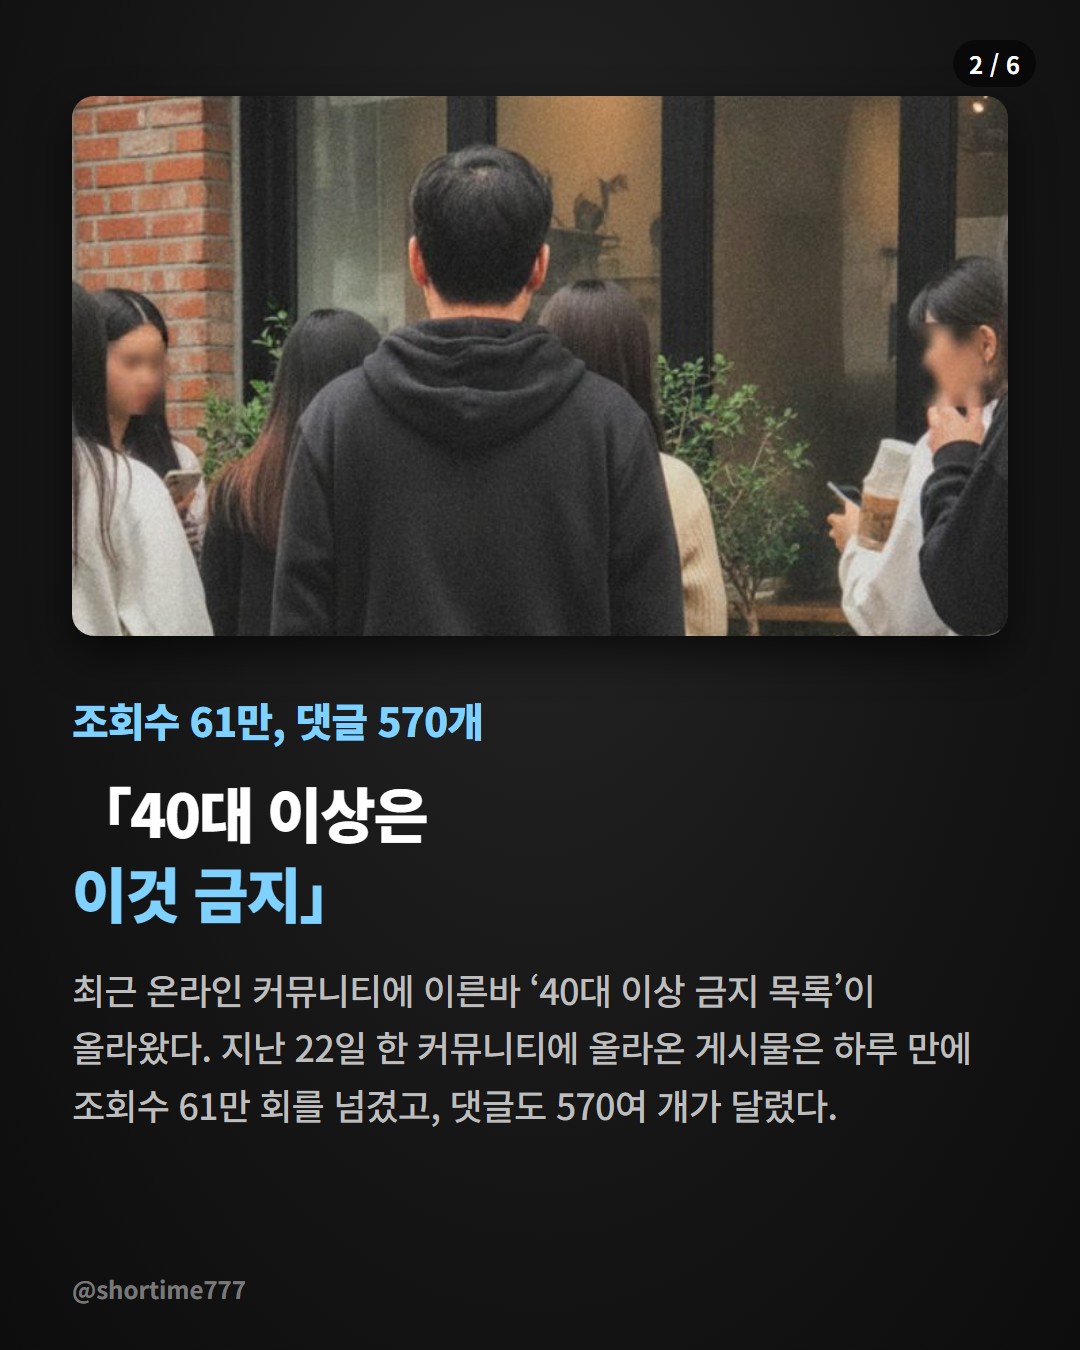 2 / 6
조회수 61만, 댓글 570개
「40대 이상은
이것 금지」
최근 온라인 커뮤니티에 이른바 ‘40대 이상 금지 목록’이
올라왔다. 지난 22일 한 커뮤니티에 올라온 게시물은 하루 만에
조회수 61만 회를 넘겼고, 댓글도 570여 개가 달렸다.
@shortime777